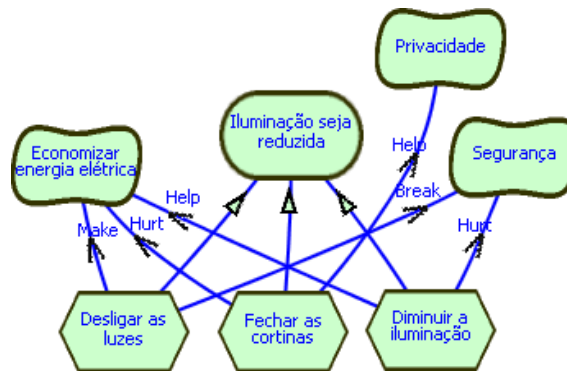 Privacidade
Iluminação seja
reduzida
Economizar
energia elétrica
Segurança
Help
Help
Break
Make
Hurt
Hurt
Desligar as
luzes
Fechar as
cortinas
Diminuir a
iluminação